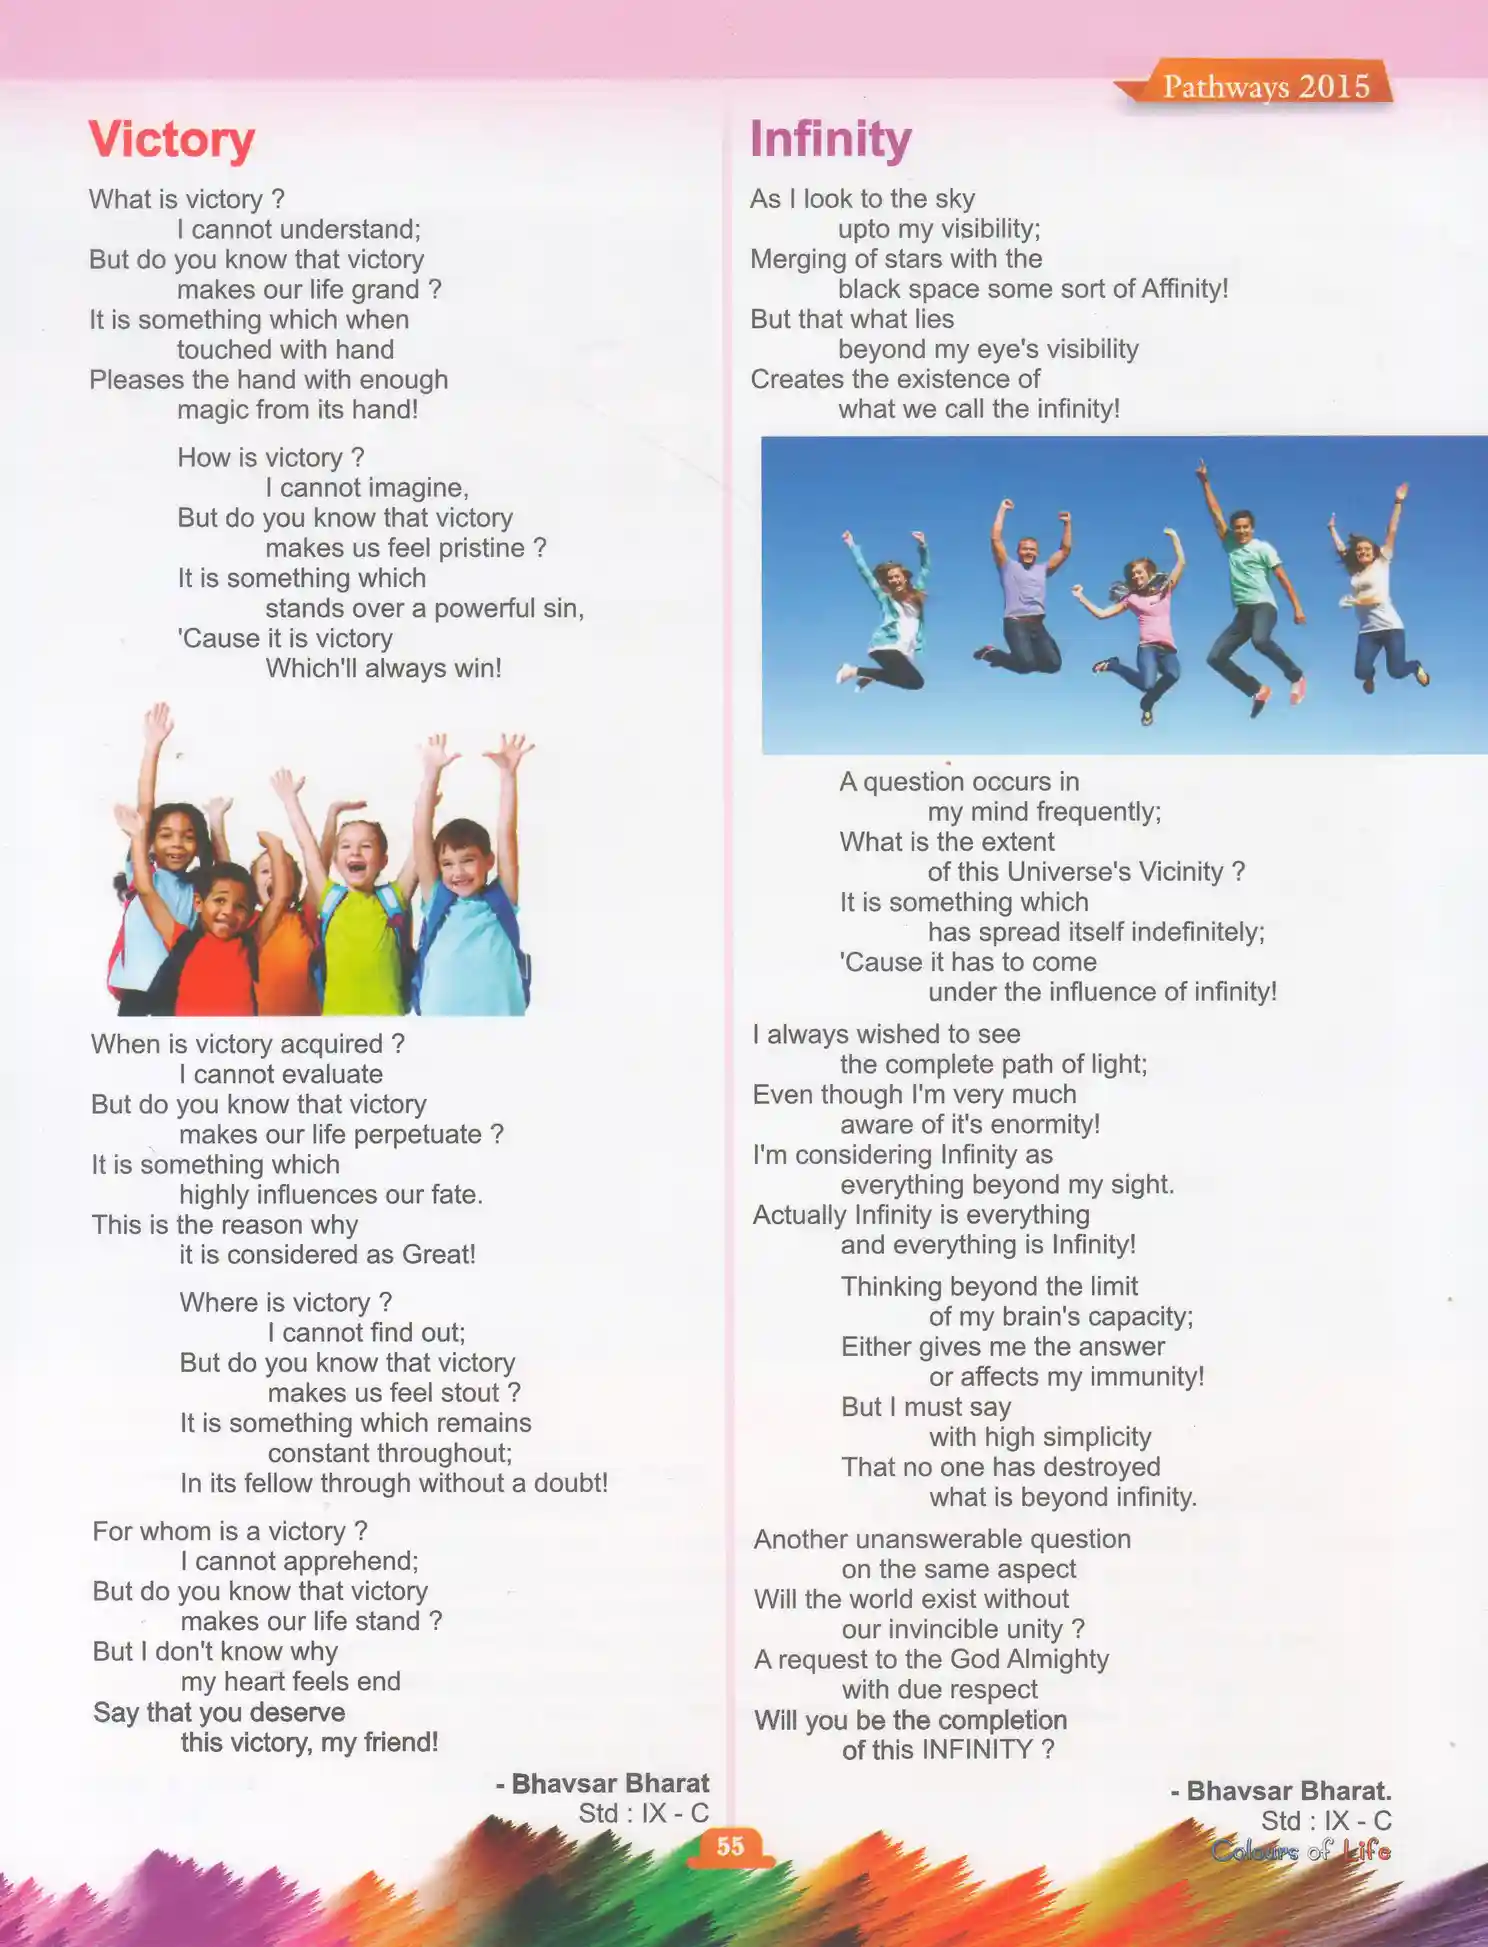 Pathways 2015
Victory
What is victory ?
I cannot understand;
But do you know that victory
makes our life grand ?
It is something which when
touched with hand
Pleases the hand with enough
magic from its hand!
How is victory ?
I cannot imagine,
But do you know that victory
makes us feel pristine ?
It is something which
stands over a powerful sin,
'Cause it is victory
Which'll always win!
When is victory acquired ?
I cannot evaluate
But do you know that victory
makes our life perpetuate ?
It is something which
highly influences our fate.
This is the reason why
it is considered as Great!
Where is victory ?
I cannot find out;
But do you know that victory
makes us feel stout ?
It is something which remains
constant throughout;
In its fellow through without a doubt!
For whom is a victory ?
I cannot apprehend;
But do you know that victory
makes our life stand ?
But I don't know why
my heart feels end
Say that you deserve
this victory, my friend!
- Bhavsar Bharat
Std : IX - C
Infinity
As I look to the sky
upto my visibility;
Merging of stars with the
black space some sort of Affinity!
But that what lies
beyond my eye's visibility
Creates the existence of
what we call the infinity!
A question occurs in
my mind frequently;
What is the extent
of this Universe's Vicinity ?
It is something which
has spread itself indefinitely;
'Cause it has to come
under the influence of infinity!
I always wished to see
the complete path of light;
Even though I'm very much
aware of it's enormity!
I'm considering Infinity as
everything beyond my sight.
Actually Infinity is everything
and everything is Infinity!
Thinking beyond the limit
of my brain's capacity;
Either gives me the answer
or affects my immunity!
But I must say
with high simplicity
That no one has destroyed
what is beyond infinity.
Another unanswerable question
on the same aspect
Will the world exist without
our invincible unity ?
A request to the God Almighty
with due respect
Will you be the completion
of this INFINITY ?
- Bhavsar Bharat.
Std : IX - C
55
Colours of Life